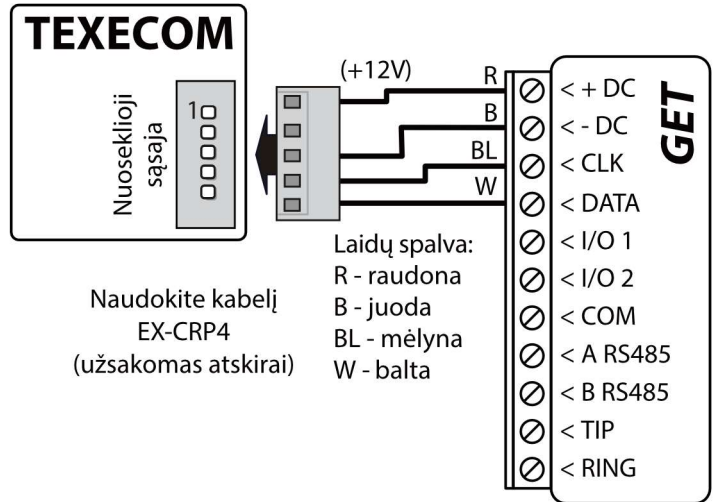 TEXECOM
1
Nuoseklioji
sąsaja
(+12V)
R
B
BL
W
< + DC
< - DC
< CLK
< DATA
< I/O 1
< I/O 2
< COM
< A RS485
< B RS485
< TIP
< RING
GET
Naudokite kabelį
EX-CRP4
(užsakomas atskirai)
Laidų spalva:
R - raudona
B - juoda
BL - mėlyna
W - balta